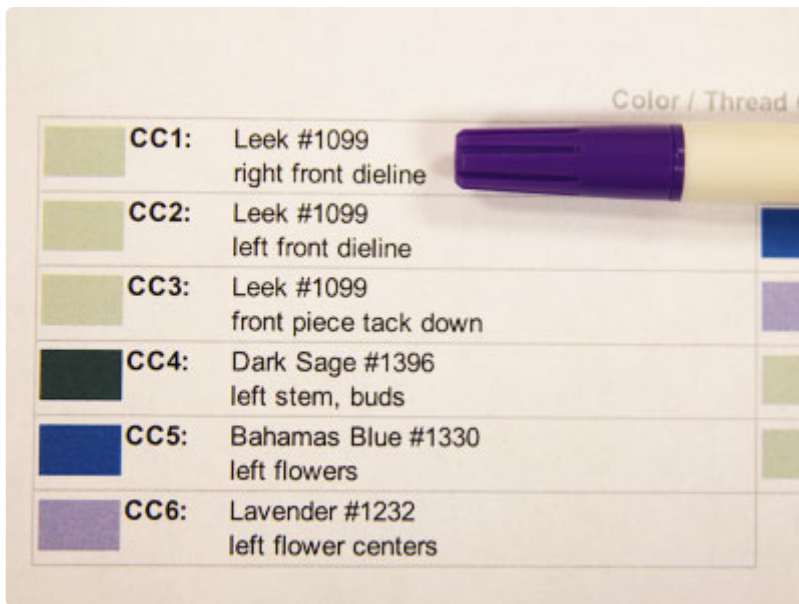 Color / Thread
CC1: Leek #1099
right front dieline
CC2: Leek #1099
left front dieline
CC3: Leek #1099
front piece tack down
CC4: Dark Sage #1396
left stem, buds
CC5: Bahamas Blue #1330
left flowers
CC6: Lavender #1232
left flower centers